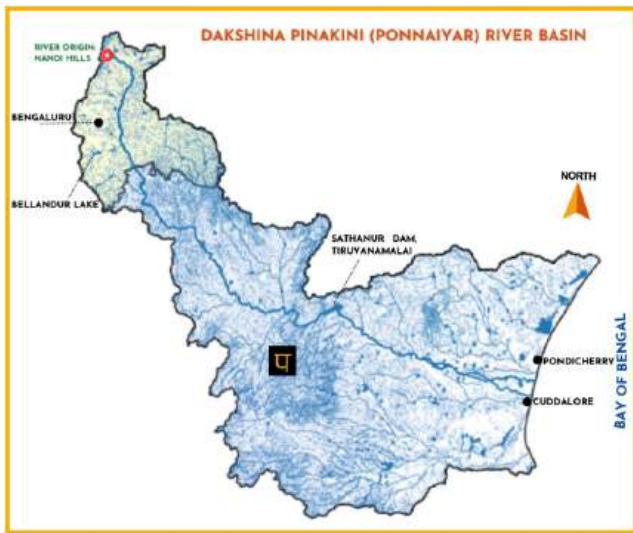 DAKSHINA PINAKINI (PONNAIYAR) RIVER BASIN
RIVER ORIGIN:
NANDI HILLS
BENGALURU
BELLANDUR LAKE
NORTH
SATHANUR DAM,
TIRUVANAMALAI
प
PONDICHERRY
CUDDALORE
BAY OF BENGAL